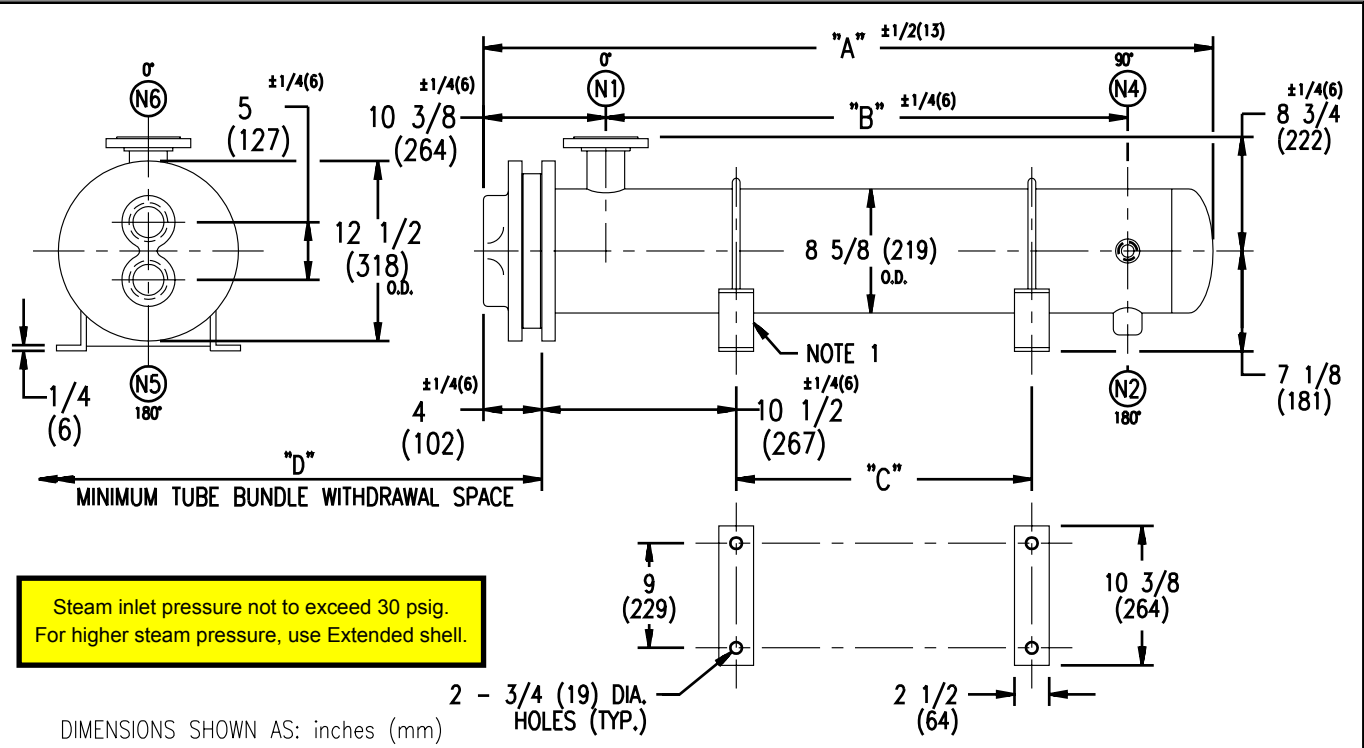 0°
N6
±1/4(6)
5
(127)
12 1/2
(318)
O.D.
1/4
(6)
N5
180°
±1/4(6)
10 3/8
(264)
"A" ±1/2(13)
0°
N1
"B" ±1/4(6)
90°
N4
±1/4(6)
8 3/4
(222)
8 5/8 (219)
O.D.
NOTE 1
7 1/8
(181)
N2
180°
±1/4(6)
4
(102)
±1/4(6)
10 1/2
(267)
"D"
MINIMUM TUBE BUNDLE WITHDRAWAL SPACE
"C"
9
(229)
10 3/8
(264)
2 - 3/4 (19) DIA.
HOLES (TYP.)
2 1/2
(64)
Steam inlet pressure not to exceed 30 psig.
For higher steam pressure, use Extended shell.
DIMENSIONS SHOWN AS: inches (mm)